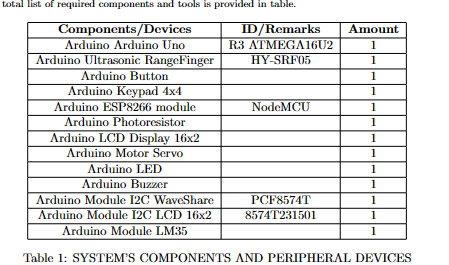 total list of required components and tools is provided in table.
Components/Devices ID/Remarks Amount
Arduino Arduino Uno R3 ATMEGA16U2 1
Arduino Ultrasonic RangeFinger HY-SRF05 1
Arduino Button 1
Arduino Keypad 4x4 1
Arduino ESP8266 module NodeMCU 1
Arduino Photoresistor 1
Arduino LCD Display 16x2 1
Arduino Motor Servo 1
Arduino LED 1
Arduino Buzzer 1
Arduino Module I2C WaveShare PCF8574T 1
Arduino Module I2C LCD 16x2 8574T231501 1
Arduino Module LM35 1
Table 1: SYSTEM'S COMPONENTS AND PERIPHERAL DEVICES